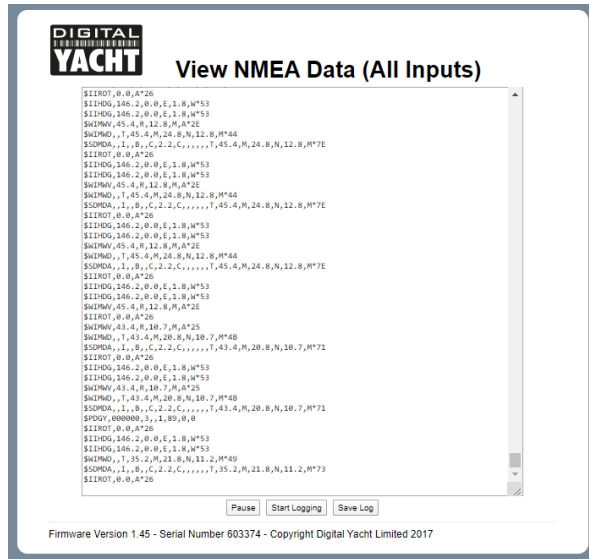 DIGITAL
YACHT
View NMEA Data (All Inputs)
$IIROT,0.0,A*26
$IIHDG,146.2,0.0,E,1.8,W*53
$IIHDG,146.2,0.0,E,1.8,W*53
$WIMWV,45.4,R,12.8,M,A*2E
$WIMWD,,T,45.4,M,24.8,N,12.8,M*44
$SDMDA,,I,,B,,C,2.2,C,,,,,,T,45.4,M,24.8,N,12.8,M*7E
$IIROT,0.0,A*26
$IIHDG,146.2,0.0,E,1.8,W*53
$IIHDG,146.2,0.0,E,1.8,W*53
$WIMWV,45.4,R,12.8,M,A*2E
$WIMWD,,T,45.4,M,24.8,N,12.8,M*44
$SDMDA,,I,,B,,C,2.2,C,,,,,,T,45.4,M,24.8,N,12.8,M*7E
$IIROT,0.0,A*26
$IIHDG,146.2,0.0,E,1.8,W*53
$IIHDG,146.2,0.0,E,1.8,W*53
$WIMWV,45.4,R,12.8,M,A*2E
$WIMWD,,T,45.4,M,24.8,N,12.8,M*44
$SDMDA,,I,,B,,C,2.2,C,,,,,,T,45.4,M,24.8,N,12.8,M*7E
$IIROT,0.0,A*26
$IIHDG,146.2,0.0,E,1.8,W*53
$IIHDG,146.2,0.0,E,1.8,W*53
$WIMWV,45.4,R,12.8,M,A*2E
$IIROT,0.0,A*26
$WIMWV,43.4,R,10.7,M,A*25
$WIMWD,,T,43.4,M,20.8,N,10.7,M*4B
$SDMDA,,I,,B,,C,2.2,C,,,,,,T,43.4,M,20.8,N,10.7,M*71
$IIROT,0.0,A*26
$IIHDG,146.2,0.0,E,1.8,W*53
$IIHDG,146.2,0.0,E,1.8,W*53
$WIMWV,43.4,R,10.7,M,A*25
$WIMWD,,T,43.4,M,20.8,N,10.7,M*4B
$SDMDA,,I,,B,,C,2.2,C,,,,,,T,43.4,M,20.8,N,10.7,M*71
$PDGY,000000,3,,1,89,0,0
$IIROT,0.0,A*26
$IIHDG,146.2,0.0,E,1.8,W*53
$IIHDG,146.2,0.0,E,1.8,W*53
$WIMWD,,T,35.2,M,21.8,N,11.2,M*49
$SDMDA,,I,,B,,C,2.2,C,,,,,,T,35.2,M,21.8,N,11.2,M*73
$IIROT,0.0,A*26
Pause Start Logging Save Log
Firmware Version 1.45 - Serial Number 603374 - Copyright Digital Yacht Limited 2017